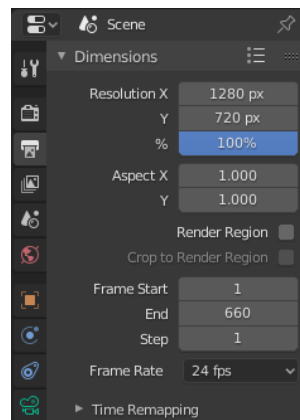 Scene
Dimensions
Resolution X 1280 px
Y 720 px
% 100%
Aspect X 1.000
Y 1.000
Render Region
Crop to Render Region
Frame Start 1
End 660
Step 1
Frame Rate 24 fps
Time Remapping